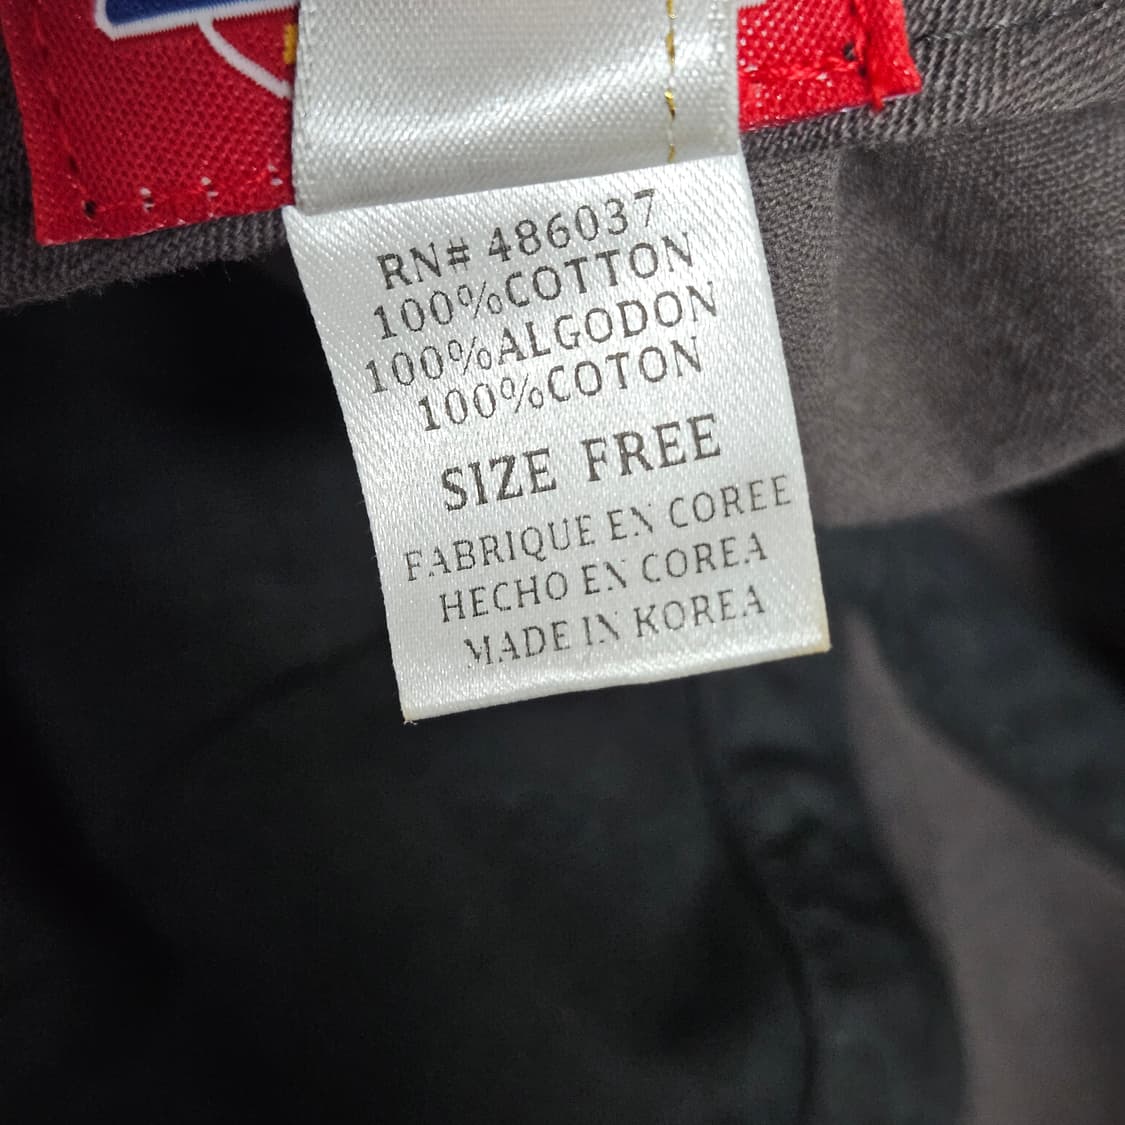 RN# 486037
100%COTTON
100%ALGODON
100%COTON
SIZE FREE
FABRIQUE EN COREE
HECHO EN COREA
MADE IN KOREA